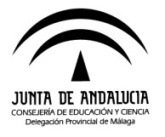 JUNTA DE ANDALUCIA
CONSEJERÍA DE EDUCACIÓN Y CIENCIA
Delegación Provincial de Málaga